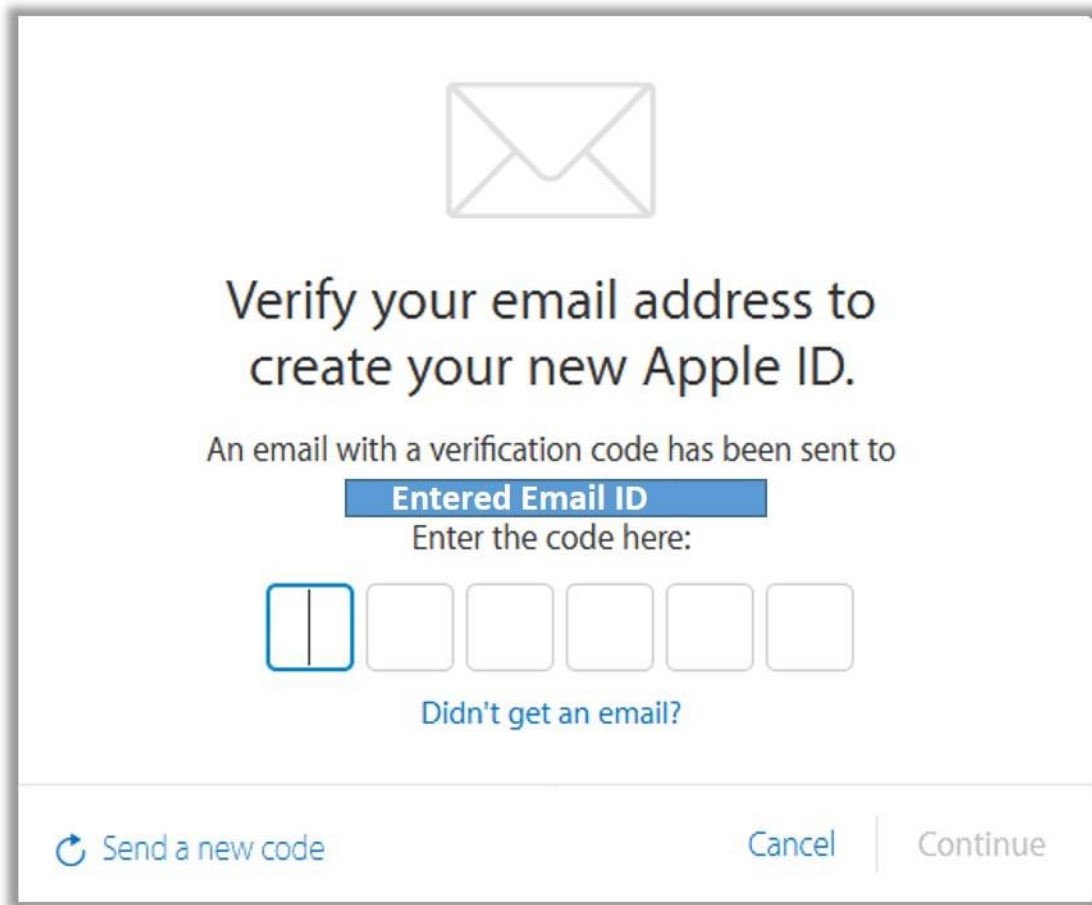 Verify your email address to
create your new Apple ID.
An email with a verification code has been sent to
Entered Email ID
Enter the code here:
Didn't get an email?
Send a new code
Cancel
Continue